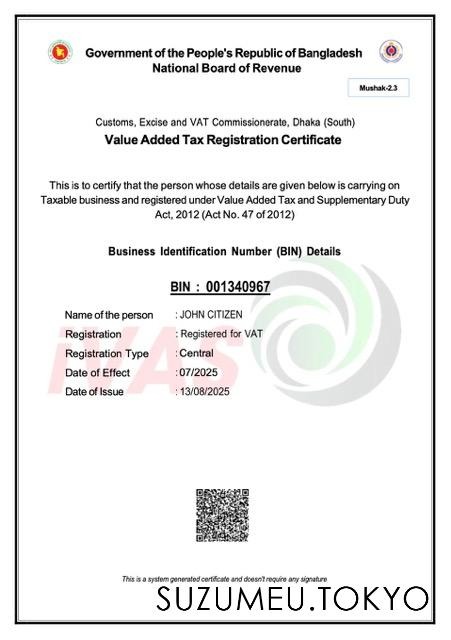 Government of the People's Republic of Bangladesh
National Board of Revenue
Mushak-2.3
Customs, Excise and VAT Commissionerate, Dhaka (South)
Value Added Tax Registration Certificate
This is to certify that the person whose details are given below is carrying on
Taxable business and registered under Value Added Tax and Supplementary Duty
Act, 2012 (Act No. 47 of 2012)
Business Identification Number (BIN) Details
BIN : 001340967
Name of the person : JOHN CITIZEN
Registration : Registered for VAT
Registration Type : Central
Date of Effect : 07/2025
Date of Issue : 13/08/2025
iVAS
This is a system generated certificate and doesn't require any signature
SUZUMEU.TOKYO